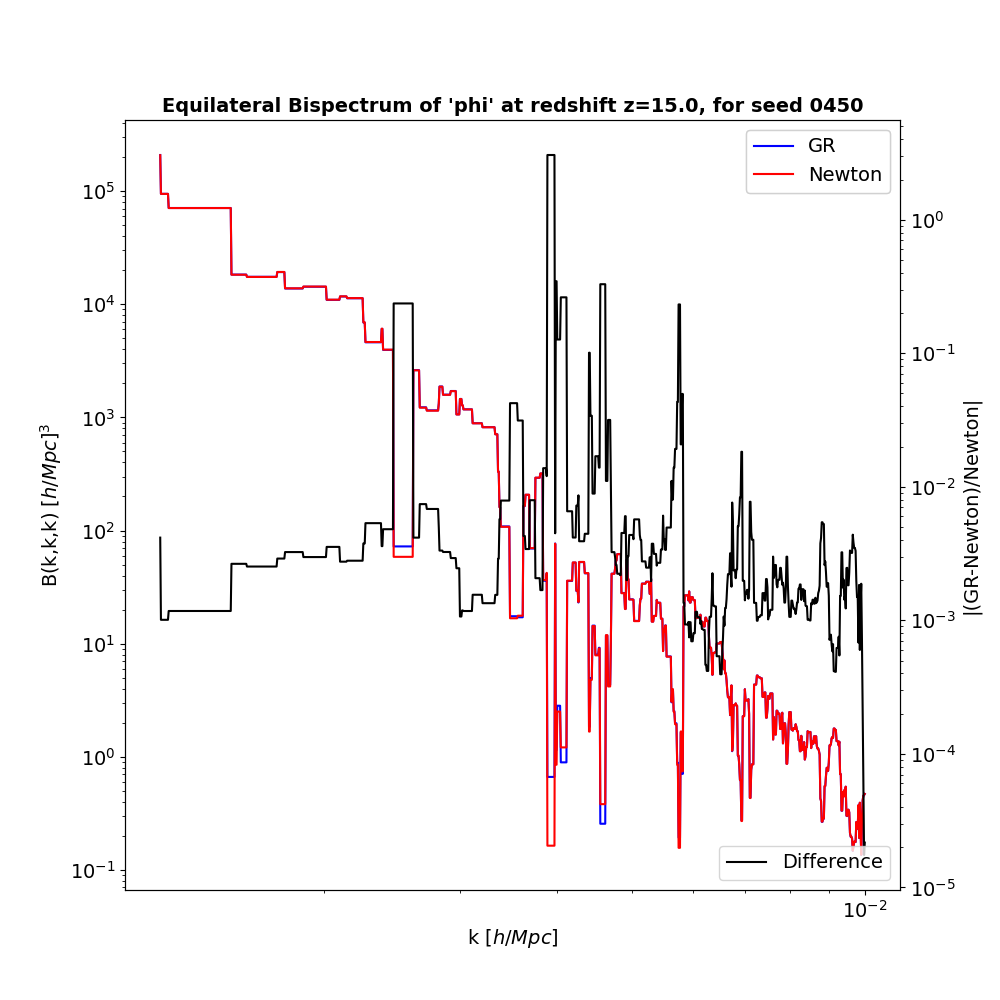 Equilateral Bispectrum of 'phi' at redshift z=15.0, for seed 0450
GR
Newton
B(k,k,k) [h/Mpc]^3
10^5
10^4
10^3
10^2
10^1
10^0
10^-1
10^0
10^-1
10^-2
10^-3
10^-4
10^-5
|(GR-Newton)/Newton|
Difference
10^-2
k [h/Mpc]